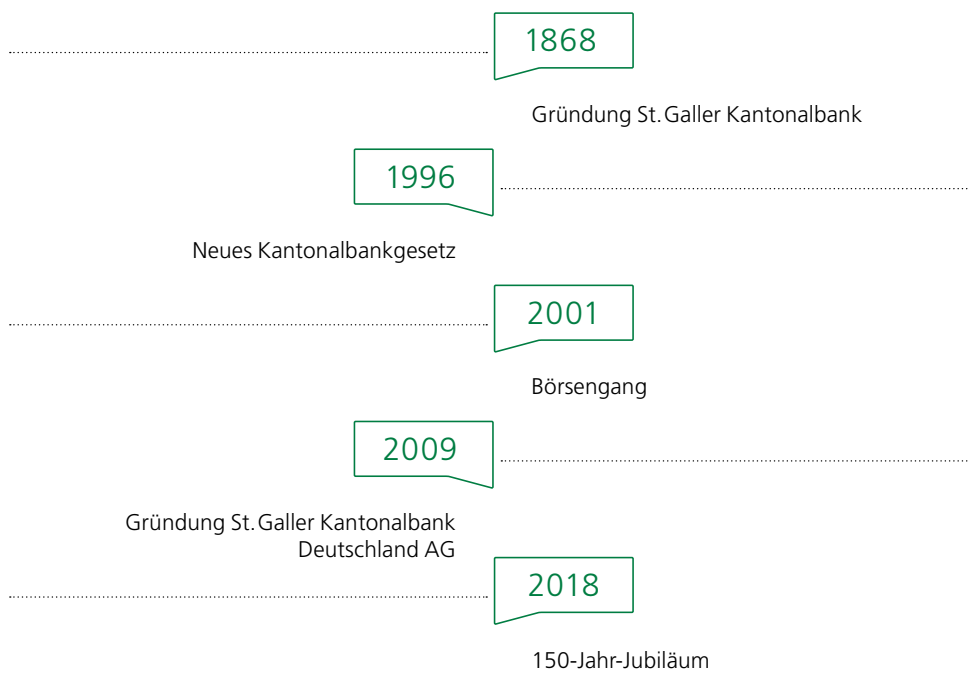 1868
Gründung St. Galler Kantonalbank
1996
Neues Kantonalbankgesetz
2001
Börsengang
2009
Gründung St. Galler Kantonalbank
Deutschland AG
2018
150-Jahr-Jubiläum